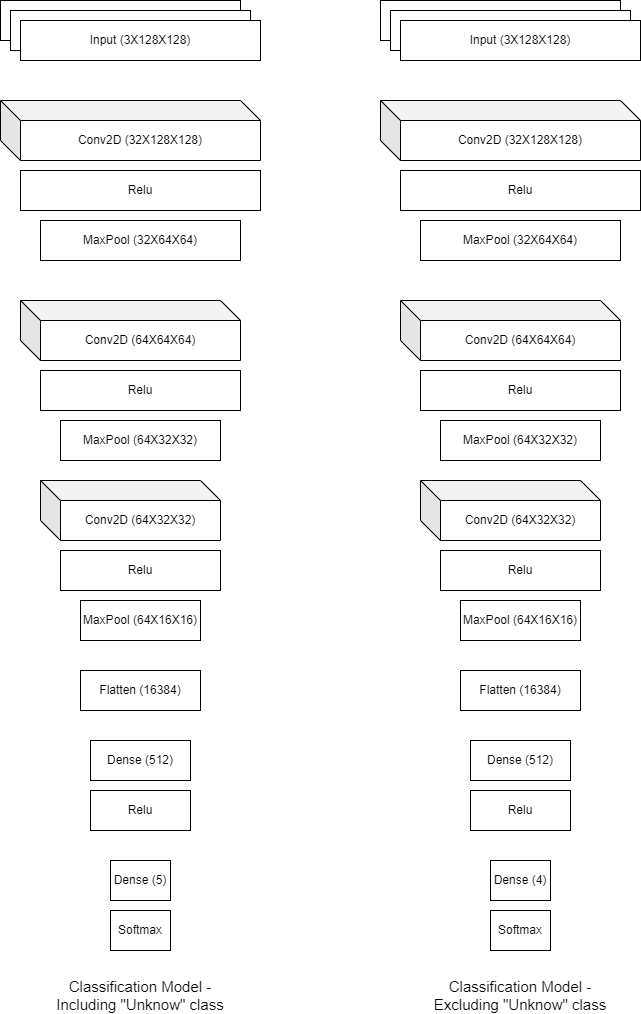 Input (3X128X128)
Conv2D (32X128X128)
Relu
MaxPool (32X64X64)
Conv2D (64X64X64)
Relu
MaxPool (64X32X32)
Conv2D (64X32X32)
Relu
MaxPool (64X16X16)
Flatten (16384)
Dense (512)
Relu
Dense (5)
Softmax
Classification Model -
Including "Unknow" class
Input (3X128X128)
Conv2D (32X128X128)
Relu
MaxPool (32X64X64)
Conv2D (64X64X64)
Relu
MaxPool (64X32X32)
Conv2D (64X32X32)
Relu
MaxPool (64X16X16)
Flatten (16384)
Dense (512)
Relu
Dense (4)
Softmax
Classification Model -
Excluding "Unknow" class